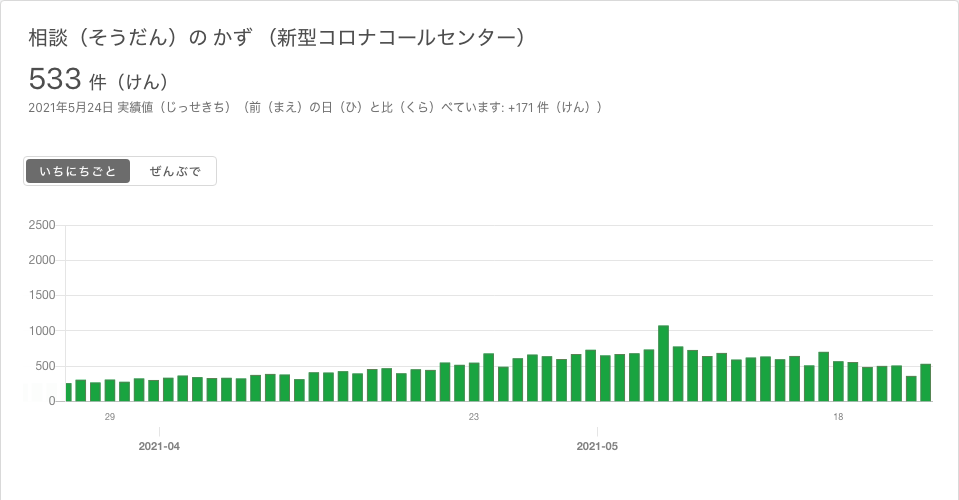 相談（そうだん）の かず （新型コロナコールセンター）
533 件（けん）
2021年5月24日 実績値（じっせきち）（前（まえ）の日（ひ）と比（くら）べています: +171 件（けん））
いちにちごと ぜんぶで
2500
2000
1500
1000
500
0
29 23 18
2021-04 2021-05